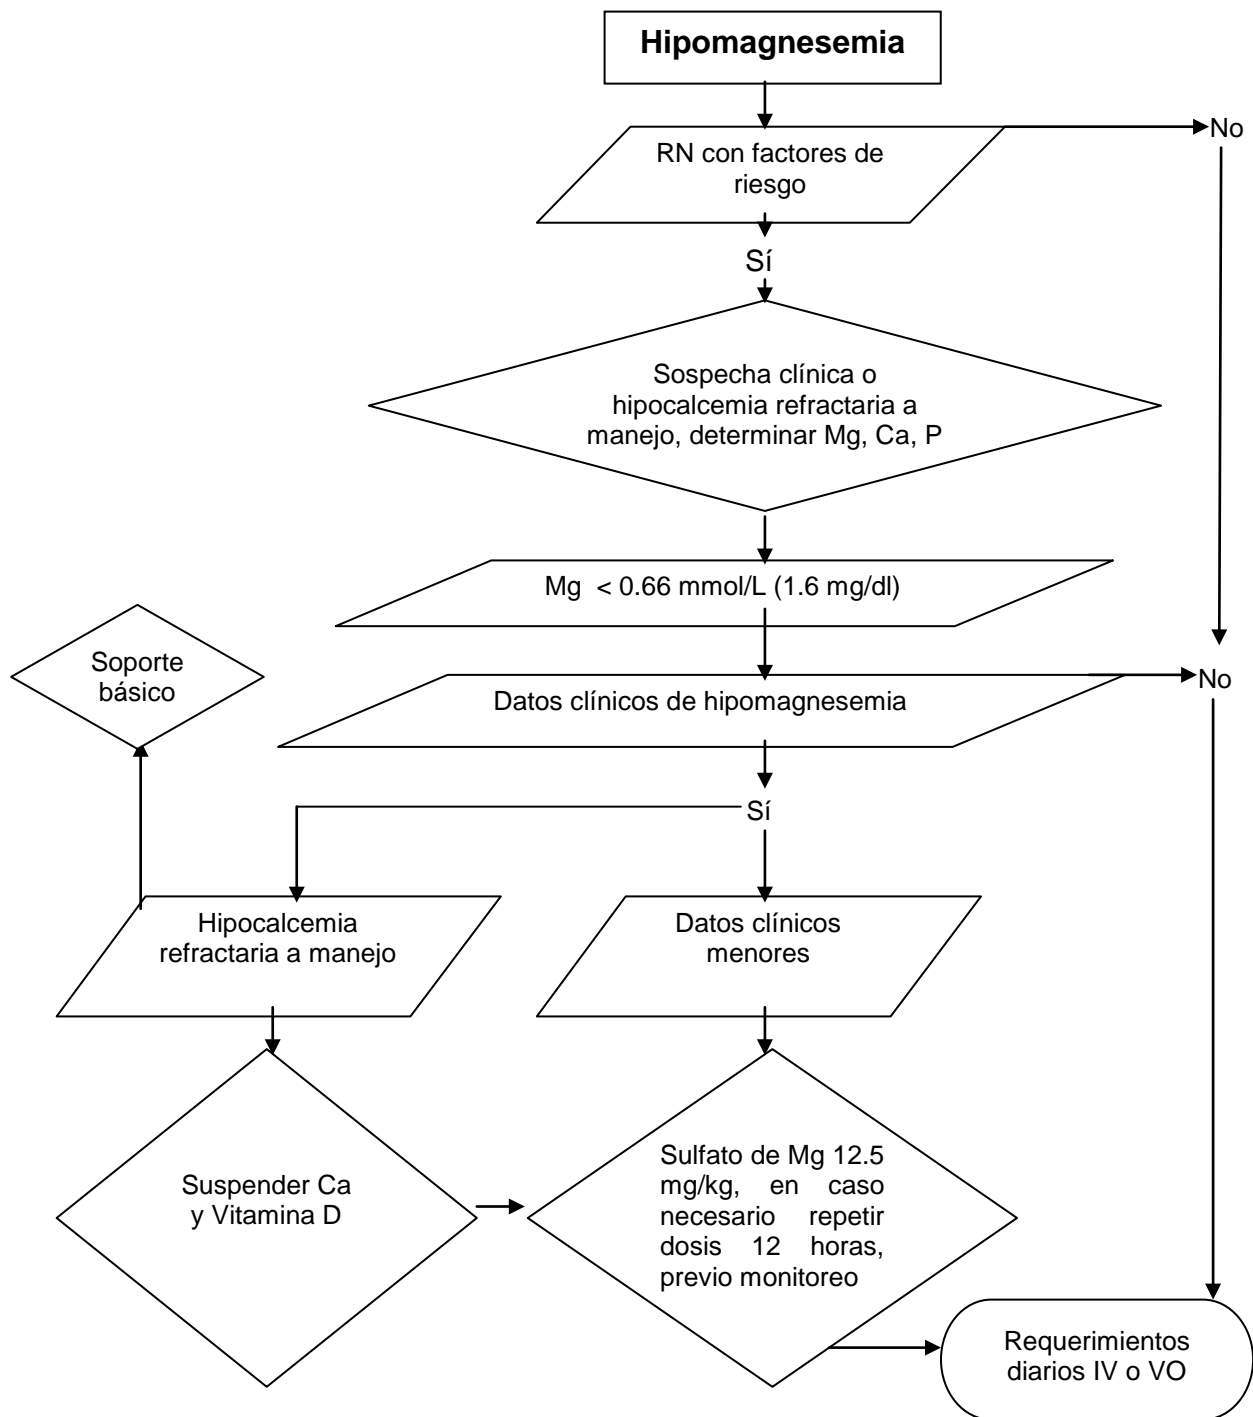 Hipomagnesemia
RN con factores de
riesgo
No
Sí
Sospecha clínica o
hipocalcemia refractaria a
manejo, determinar Mg, Ca, P
Mg < 0.66 mmol/L (1.6 mg/dl)
Soporte
básico
Datos clínicos de hipomagnesemia
No
Sí
Hipocalcemia
refractaria a manejo
Datos clínicos
menores
Suspender Ca
y Vitamina D
Sulfato de Mg 12.5
mg/kg, en caso
necesario repetir
dosis 12 horas,
previo monitoreo
Requerimientos
diarios IV o VO